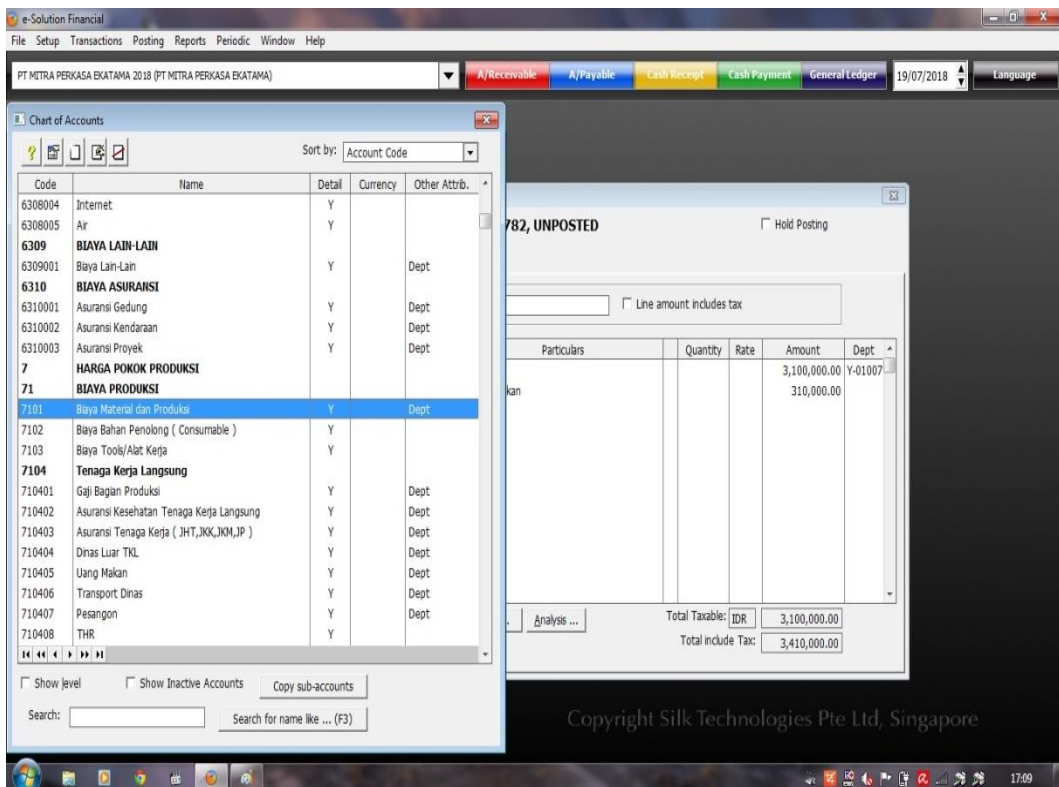 e-Solution Financial
File Setup Transactions Posting Reports Periodic Window Help
PT MITRA PERKASA EKATAMA 2018 (PT MITRA PERKASA EKATAMA)
A/Receivable A/Payable Cash Receipt Cash Payment General Ledger 19/07/2018 Language
Chart of Accounts
Sort by: Account Code
Code Name Detail Currency Other Attrib.
6308004 Internet Y
6308005 Air Y
6309 BIAYA LAIN-LAIN
6309001 Biaya Lain-Lain Y Dept
6310 BIAYA ASURANSI
6310001 Asuransi Gedung Y Dept
6310002 Asuransi Kendaraan Y Dept
6310003 Asuransi Proyek Y Dept
7 HARGA POKOK PRODUKSI
71 BIAYA PRODUKSI
7101 Biaya Material dan Produksi Y Dept
7102 Biaya Bahan Penolong ( Consumable ) Y
7103 Biaya Tools/Alat Kerja Y
7104 Tenaga Kerja Langsung
710401 Gaji Bagian Produksi Y Dept
710402 Asuransi Kesehatan Tenaga Kerja Langsung Y Dept
710403 Asuransi Tenaga Kerja ( JHT,JKK,JKM,JP ) Y Dept
710404 Dinas Luar TKL Y Dept
710405 Uang Makan Y Dept
710406 Transport Dinas Y Dept
710407 Pesangon Y Dept
710408 THR Y
Show level Show Inactive Accounts Copy sub-accounts
Search: Search for name like ... (F3)
782, UNPOSTED Hold Posting
Line amount includes tax
Particulars Quantity Rate Amount Dept
3,100,000.00 Y-01007
kan 310,000.00
Analysis ... Total Taxable: IDR 3,100,000.00
Total include Tax: 3,410,000.00
Copyright Silk Technologies Pte Ltd, Singapore
17:09